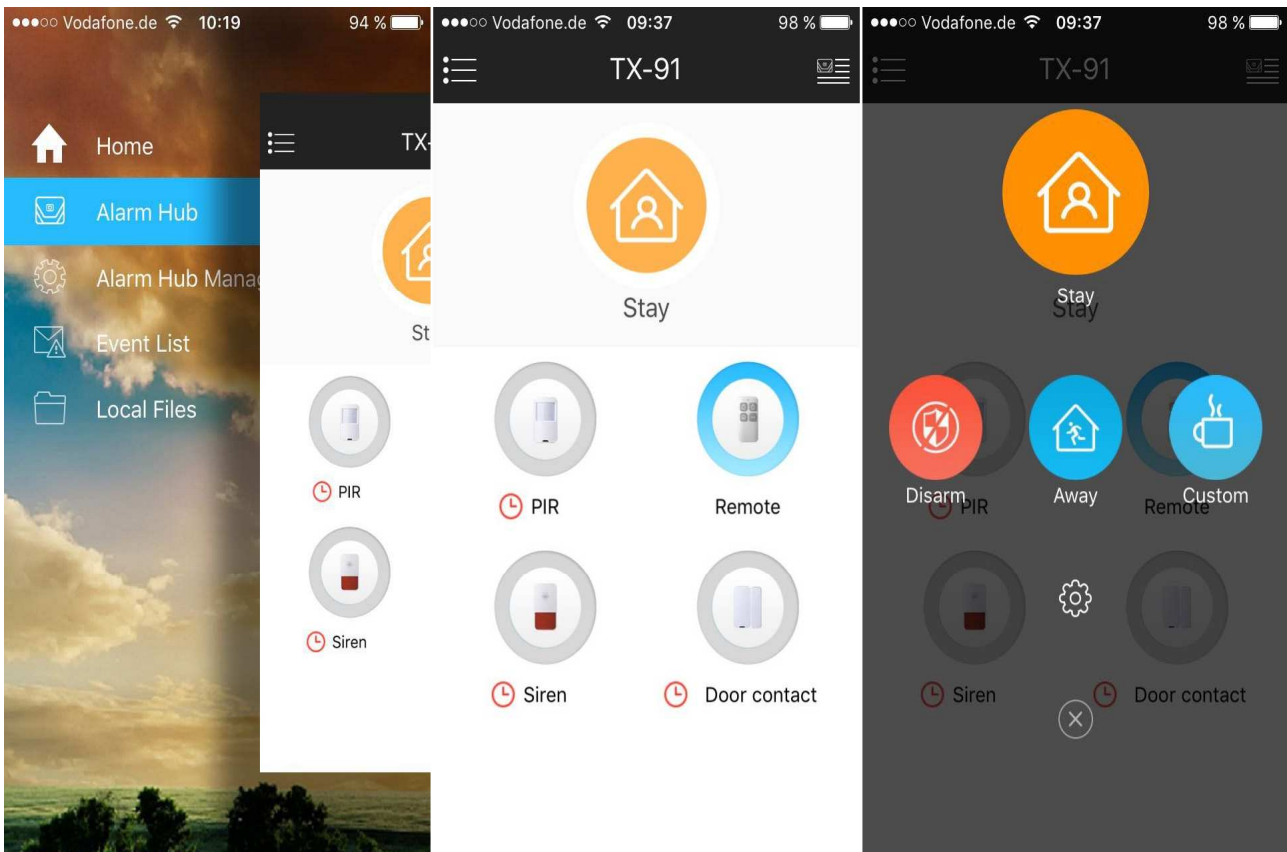 Vodafone.de 10:19 94 %
Home
Alarm Hub
Alarm Hub Mana
Event List
Local Files
TX-
St
PIR
Siren
Vodafone.de 09:37 98 %
TX-91
Stay
PIR Remote
Siren Door contact
Vodafone.de 09:37 98 %
TX-91
Stay
Stay
Disarm Away Custom
PIR Remote
Siren Door contact